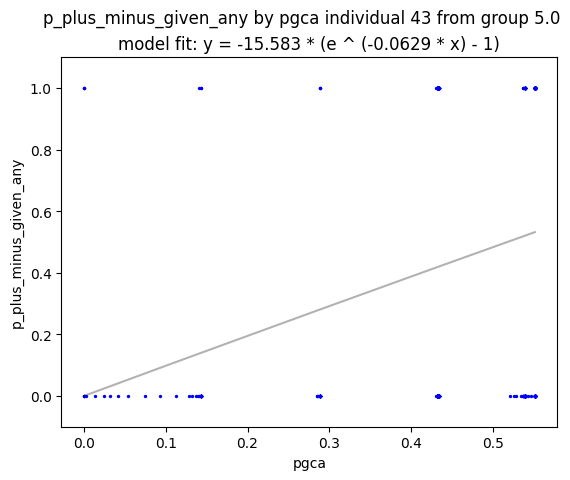 p_plus_minus_given_any by pgca individual 43 from group 5.0
model fit: y = -15.583 * (e ^ (-0.0629 * x) - 1)
1.0
0.8
0.6
0.4
0.2
0.0
p_plus_minus_given_any
0.0 0.1 0.2 0.3 0.4 0.5
pgca